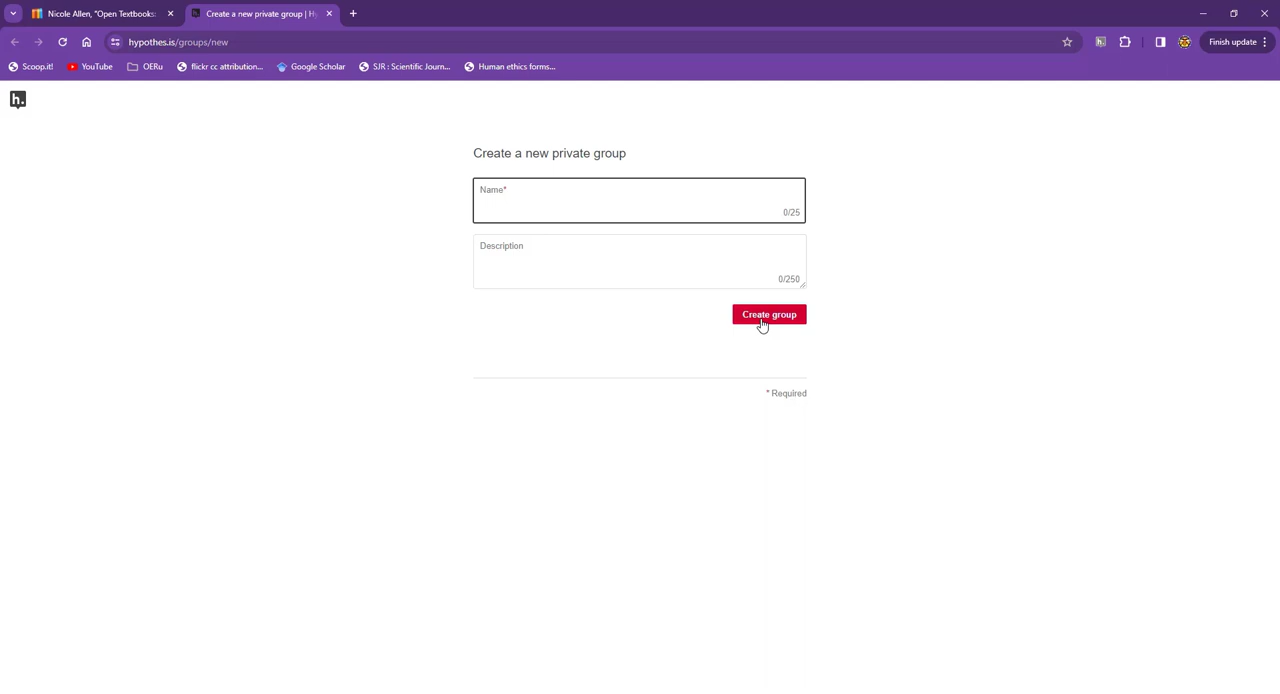 Nicole Allen, "Open Textbooks:
Create a new private group | Hy
hypothes.is/groups/new
Finish update
Scoop.it!
YouTube
OERu
flickr cc attribution...
Google Scholar
SJR : Scientific Journ...
Human ethics forms...
h.
Create a new private group
Name*
0/25
Description
0/250
Create group
* Required